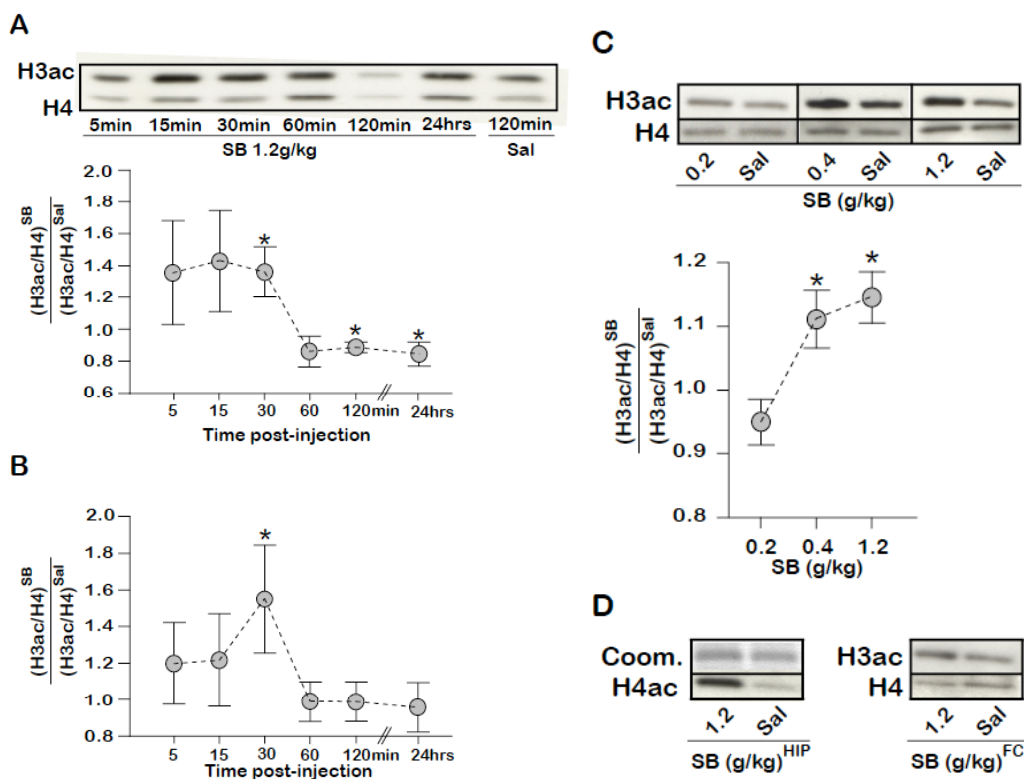 A
H3ac
H4
5min 15min 30min 60min 120min 24hrs 120min
SB 1.2g/kg Sal
(H3ac/H4)^SB
(H3ac/H4)^Sal
2.0
1.8
1.6
1.4
1.2
1.0
0.8
0.6
* * *
5 15 30 60 120min 24hrs
Time post-injection
B
(H3ac/H4)^SB
(H3ac/H4)^Sal
2.0
1.8
1.6
1.4
1.2
1.0
0.8
*
5 15 30 60 120min 24hrs
Time post-injection
C
H3ac
H4
0.2 Sal 0.4 Sal 1.2 Sal
SB (g/kg)
(H3ac/H4)^SB
(H3ac/H4)^Sal
1.2
1.1
1.0
0.9
0.8
* *
0.2 0.4 1.2
SB (g/kg)
D
Coom.
H4ac
1.2 Sal
SB (g/kg)^HIP
H3ac
H4
1.2 Sal
SB (g/kg)^FC